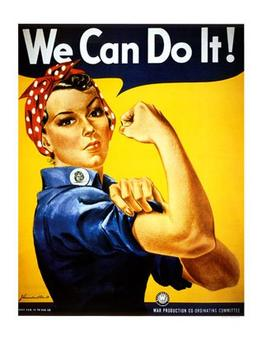 We Can Do It!
WAR PRODUCTION CO-ORDINATING COMMITTEE